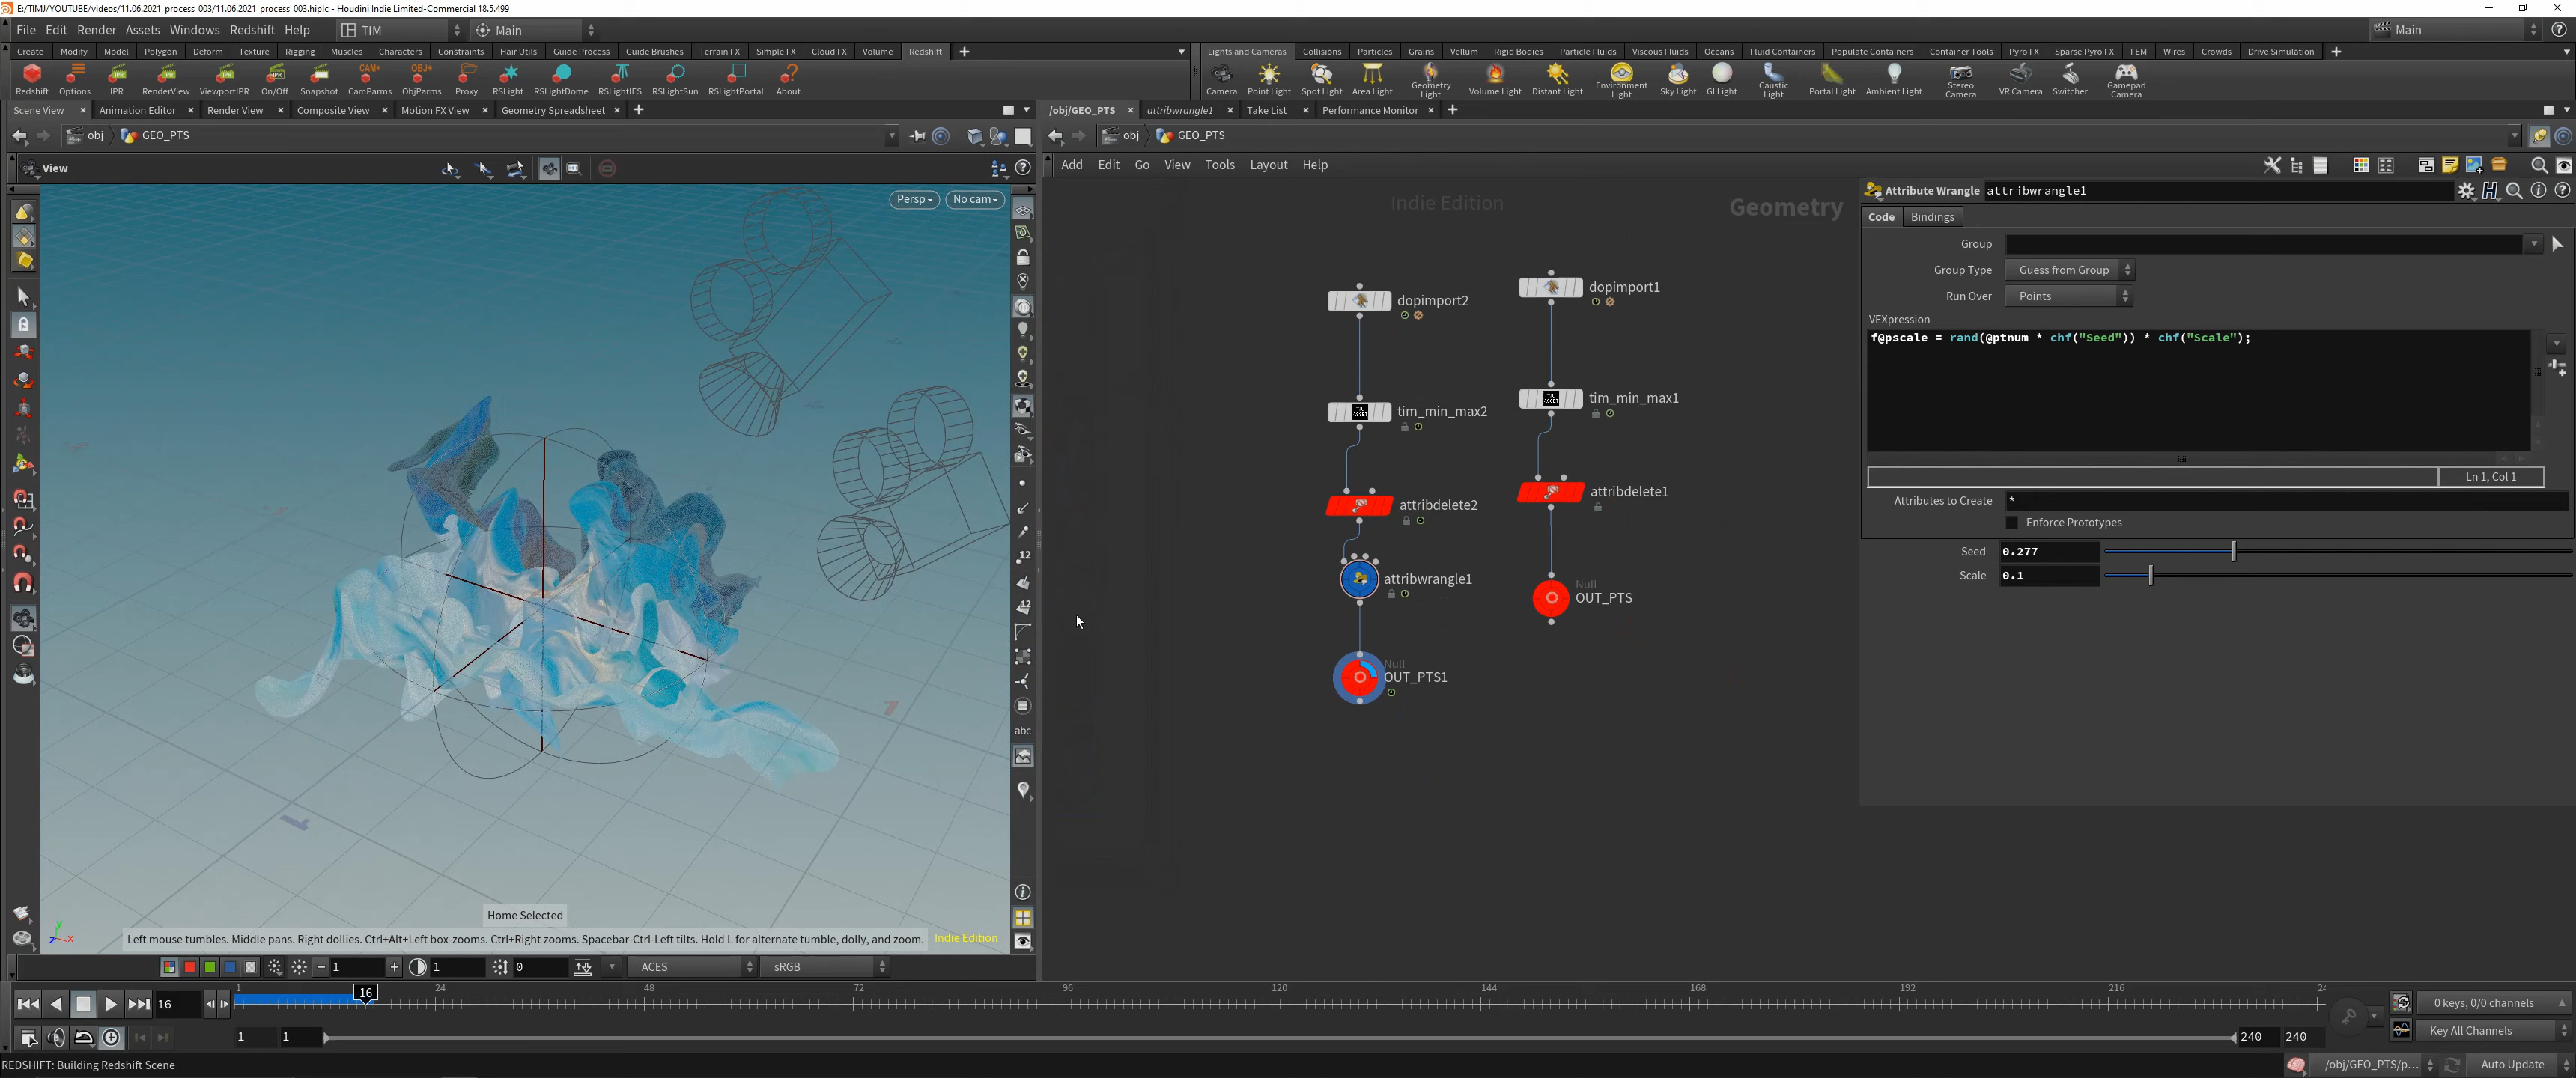 E:/TIMJ/YOUTUBE/videos/11.06.2021_process_003/11.06.2021_process_003.hiplc - Houdini Indie Limited-Commercial 18.5.499
File Edit Render Assets Windows Redshift Help TIM Main Main
Create Modify Model Polygon Deform Texture Rigging Muscles Characters Constraints Hair Utils Guide Process Guide Brushes Terrain FX Simple FX Cloud FX Volume Redshift
Lights and Cameras Collisions Particles Grains Vellum Rigid Bodies Particle Fluids Viscous Fluids Oceans Fluid Containers Populate Containers Container Tools Pyro FX Sparse Pyro FX FEM Wires Crowds Drive Simulation
Redshift Options IPR RenderView ViewportIPR On/Off Snapshot CamParms ObjParms Proxy RSLight RSLightDome RSLightIES RSLightSun RSLightPortal About
Camera Point Light Spot Light Area Light Geometry Light Volume Light Distant Light Environment Light Sky Light GI Light Caustic Light Portal Light Ambient Light Stereo Camera VR Camera Switcher Gamepad Camera
Scene View Animation Editor Render View Composite View Motion FX View Geometry Spreadsheet
/obj/GEO_PTS attribwrangle1 Take List Performance Monitor
obj GEO_PTS
obj GEO_PTS
View
Add Edit Go View Tools Layout Help
Persp No cam
Indie Edition
Geometry
Attribute Wrangle attribwrangle1
Code Bindings
Group
Group Type Guess from Group
Run Over Points
VEXpression
f@pscale = rand(@ptnum * chf("Seed")) * chf("Scale");
Ln 1, Col 1
Attributes to Create *
Enforce Prototypes
Seed 0.277
Scale 0.1
dopimport2
dopimport1
tim_min_max2
tim_min_max1
attribdelete2
attribdelete1
attribwrangle1
Null
OUT_PTS
Null
OUT_PTS1
12
12
abc
Home Selected
Left mouse tumbles. Middle pans. Right dollies. Ctrl+Alt+Left box-zooms. Ctrl+Right zooms. Spacebar-Ctrl-Left tilts. Hold L for alternate tumble, dolly, and zoom. Indie Edition
1 1 0 ACES sRGB
16 1 16 24 48 72 96 120 144 168 192 216
0 keys, 0/0 channels
1 1 240 240
Key All Channels
REDSHIFT: Building Redshift Scene
/obj/GEO_PTS/p... Auto Update